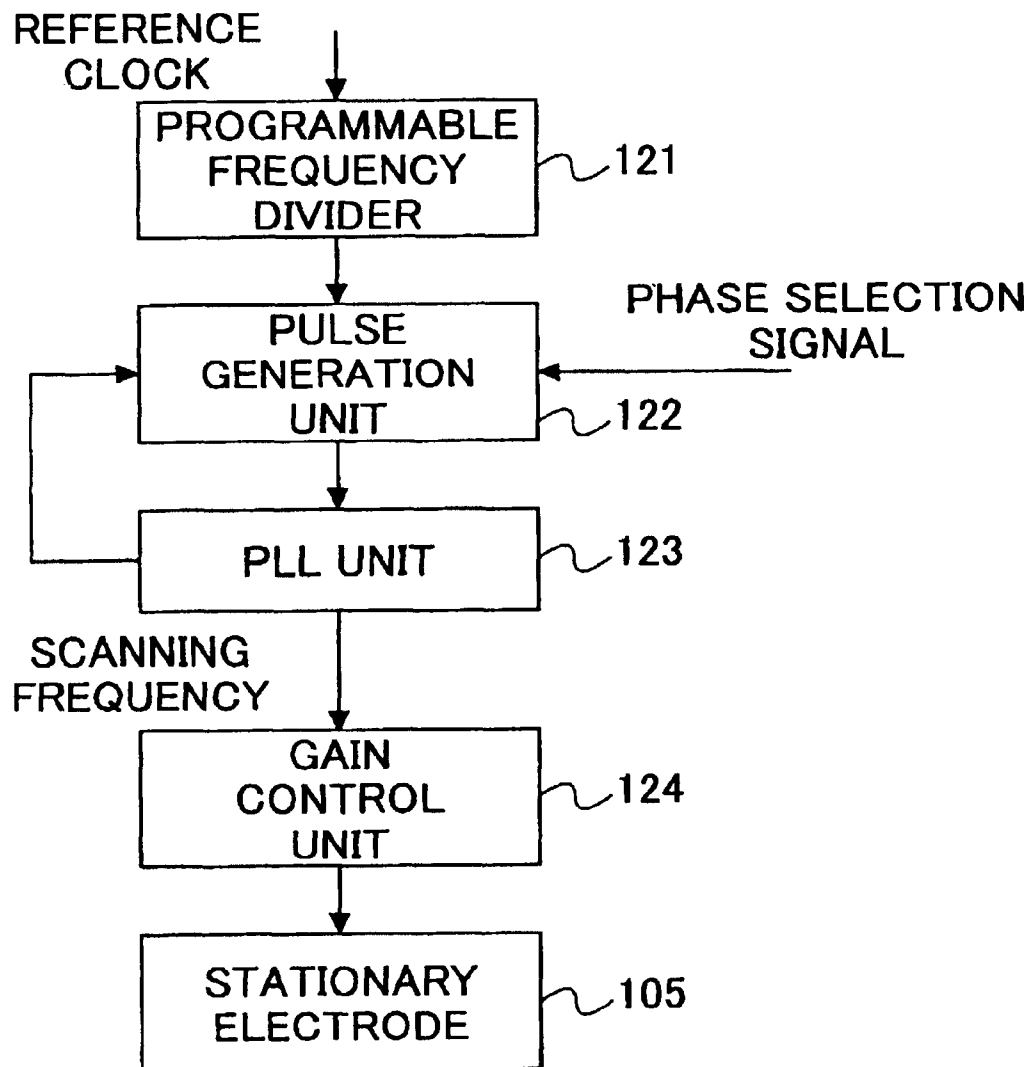 REFERENCE
CLOCK
PROGRAMMABLE
FREQUENCY
DIVIDER
121
PHASE SELECTION
SIGNAL
PULSE
GENERATION
UNIT
122
PLL UNIT
123
SCANNING
FREQUENCY
GAIN
CONTROL
UNIT
124
STATIONARY
ELECTRODE
105